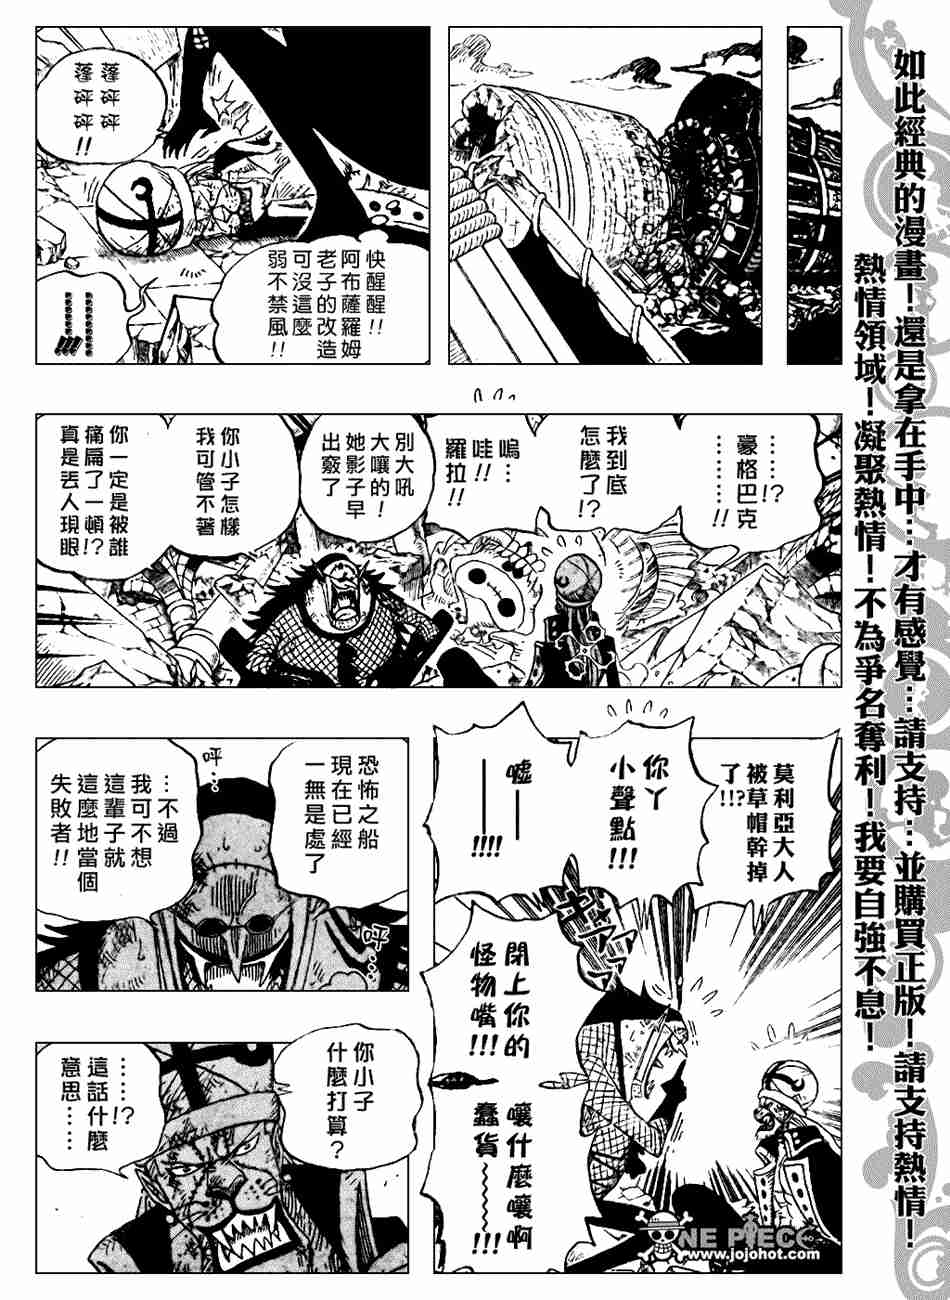 如此經典的漫畫！還是拿在手中…才有感覺…請支持…並購買正版！請支持熱情！
熱情領域！凝聚熱情！不為爭名奪利！我要自強不息！
蓬砰砰
蓬砰砰
!!
快醒醒!!
阿布薩羅姆
老子的改造
可沒這麼
弱不禁風!!
……!?
豪格巴克
……!!
我到底
怎麼了!?
嗚…
哇!!
羅拉!!
別大吼
大嚷的!
她影子早
出竅了
你小子怎樣
我可管不著
你一定是被誰
痛扁了一頓!?
真是丟人現眼
莫利亞大人
被草帽幹掉
了!!?
你丫
小聲點!!!
噓——
——!!!!
閉上你的
怪物嘴!!!
嚷什麼嚷啊
蠢貨~~~!!
恐怖之船
現在已經
一無是處了
呼…
…不過
我可不想
這輩子就
這麼地當個
失敗者!!
呼…
你小子
什麼打算?
……!?
這話什麼
意思……
ONE PIECE
www.jojohot.com